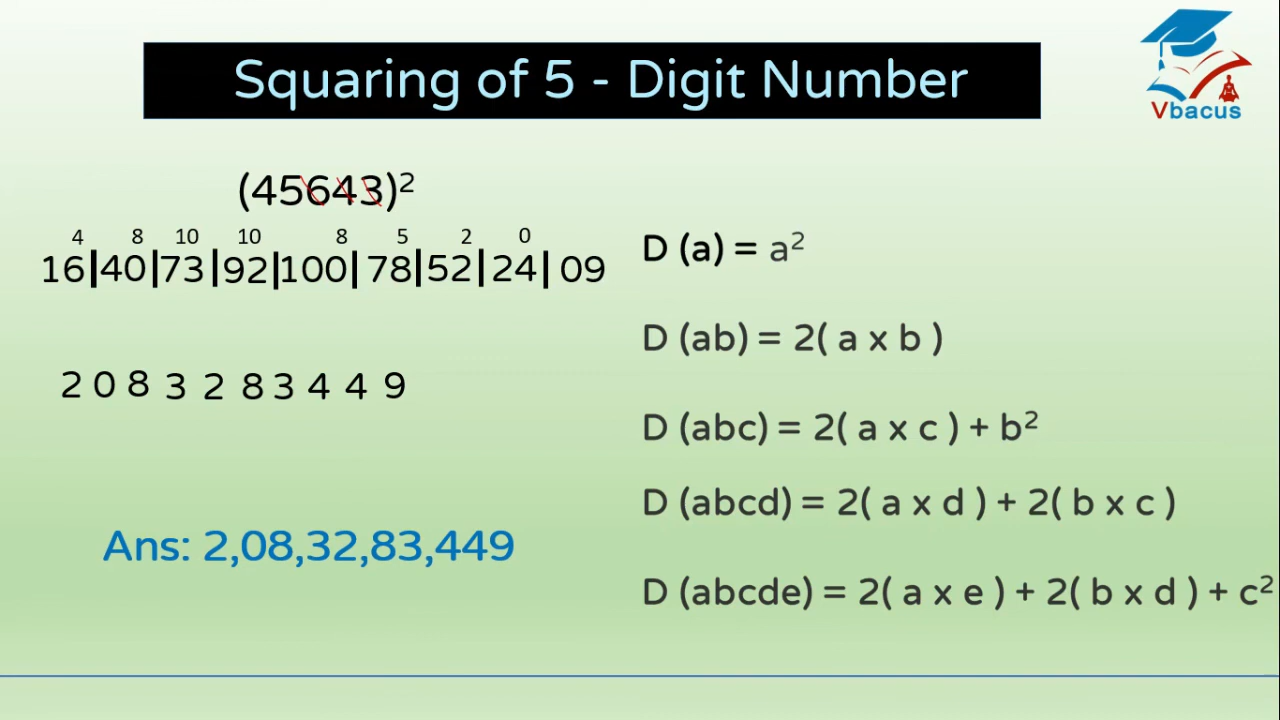 Squaring of 5 - Digit Number
Vbacus
(45643)²
4 8 10 10 8 5 2 0
16|40|73|92|100|78|52|24|09
2 0 8 3 2 8 3 4 4 9
Ans: 2,08,32,83,449
D (a) = a²
D (ab) = 2( a x b )
D (abc) = 2( a x c ) + b²
D (abcd) = 2( a x d ) + 2( b x c )
D (abcde) = 2( a x e ) + 2( b x d ) + c²